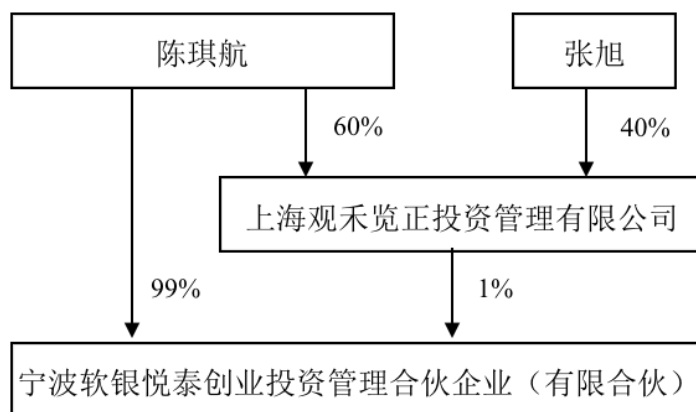 陈琪航
张旭
60%
40%
上海观禾览正投资管理有限公司
99%
1%
宁波软银悦泰创业投资管理合伙企业（有限合伙）